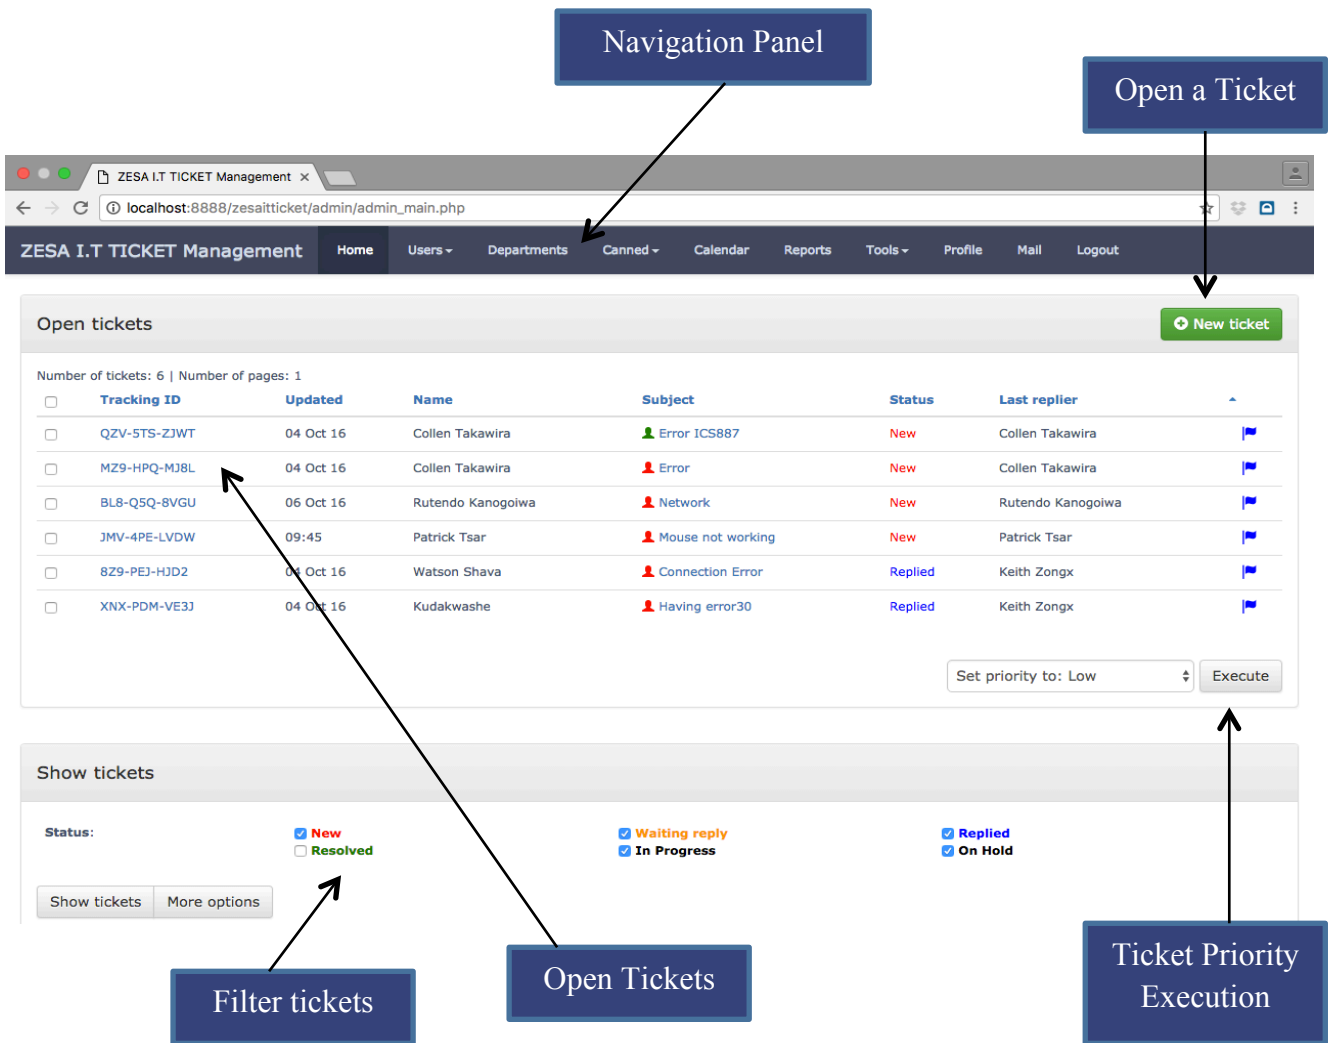 Navigation Panel
Open a Ticket
ZESA I.T TICKET Management
localhost:8888/zesaitticket/admin/admin_main.php
ZESA I.T TICKET Management Home Users Departments Canned Calendar Reports Tools Profile Mail Logout
Open tickets New ticket
Number of tickets: 6 | Number of pages: 1
Tracking ID Updated Name Subject Status Last replier
QZV-5TS-ZJWT 04 Oct 16 Collen Takawira Error ICS887 New Collen Takawira
MZ9-HPQ-MJ8L 04 Oct 16 Collen Takawira Error New Collen Takawira
BL8-Q5Q-8VGU 06 Oct 16 Rutendo Kanogoiwa Network New Rutendo Kanogoiwa
JMV-4PE-LVDW 09:45 Patrick Tsar Mouse not working New Patrick Tsar
8Z9-PEJ-HJD2 04 Oct 16 Watson Shava Connection Error Replied Keith Zongx
XNX-PDM-VE3J 04 Oct 16 Kudakwashe Having error30 Replied Keith Zongx
Set priority to: Low Execute
Show tickets
Status: New Waiting reply Replied
Resolved In Progress On Hold
Show tickets More options
Filter tickets
Open Tickets
Ticket Priority
Execution